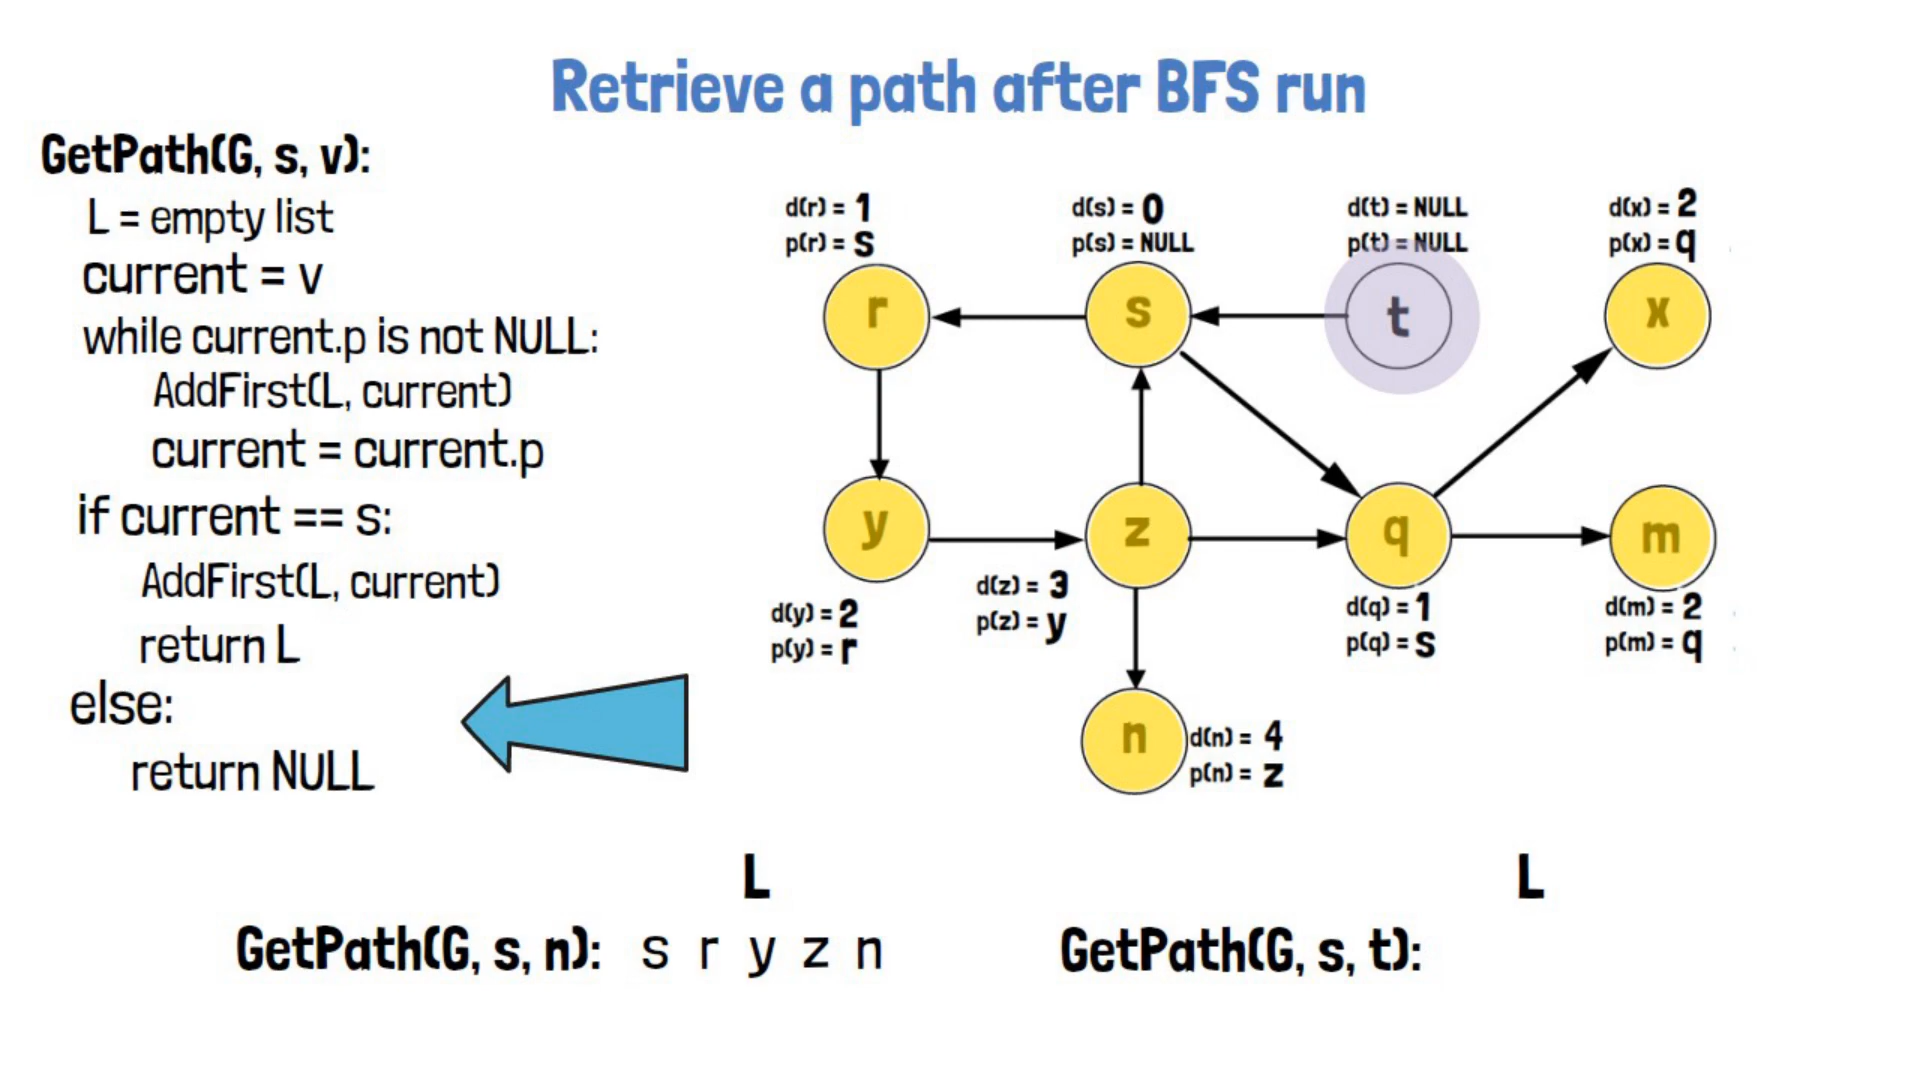 Retrieve a path after BFS run
GetPath(G, s, v):
L = empty list
current = v
while current.p is not NULL:
AddFirst(L, current)
current = current.p
if current == s:
AddFirst(L, current)
return L
else:
return NULL
d(r) = 1
p(r) = s
d(s) = 0
p(s) = NULL
d(t) = NULL
p(t) = NULL
d(x) = 2
p(x) = q
r
s
t
x
y
z
q
m
d(y) = 2
p(y) = r
d(z) = 3
p(z) = y
d(q) = 1
p(q) = s
d(m) = 2
p(m) = q
n
d(n) = 4
p(n) = z
L
GetPath(G, s, n): s r y z n
L
GetPath(G, s, t):